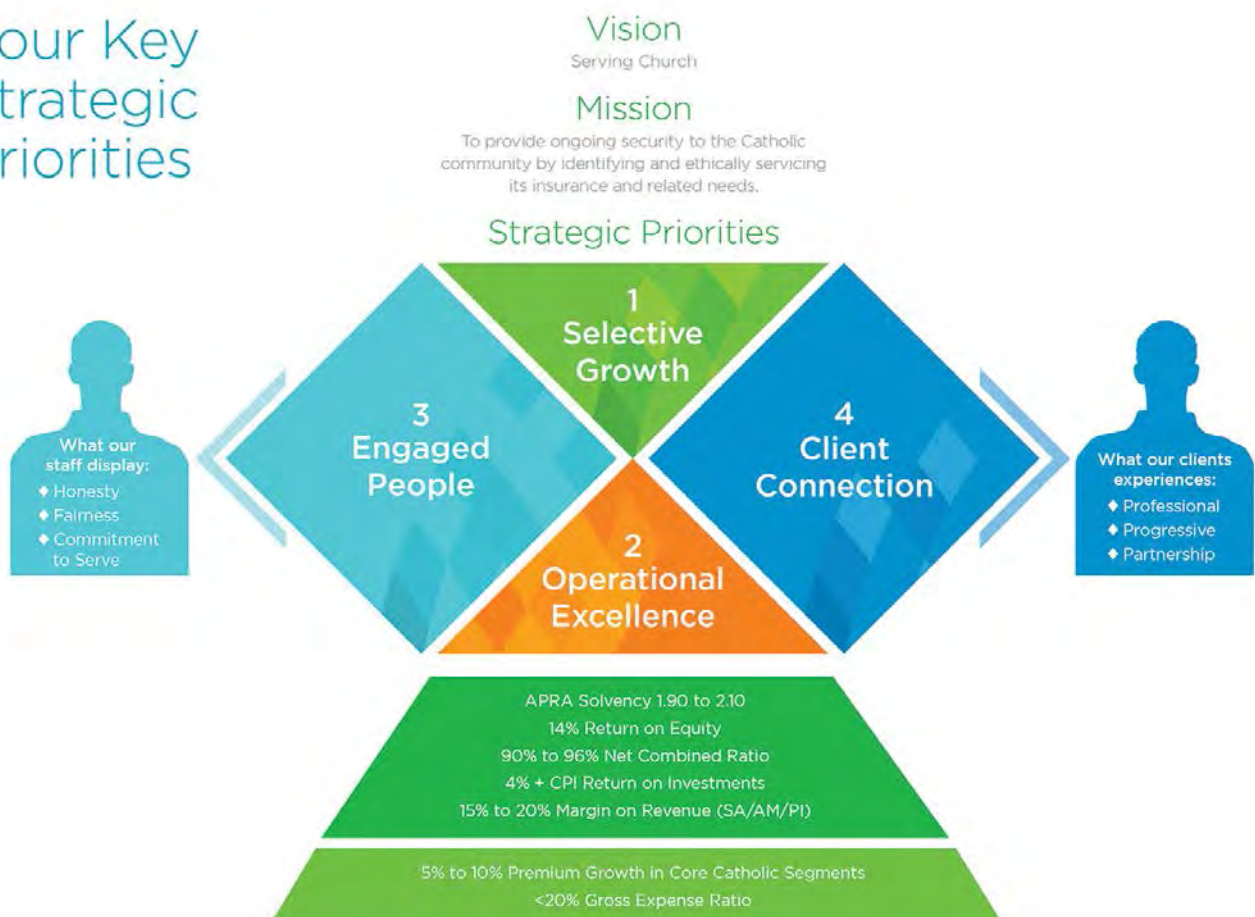 our Key
trategic
riorities
Vision
Serving Church
Mission
To provide ongoing security to the Catholic
community by identifying and ethically servicing
its insurance and related needs.
Strategic Priorities
1
Selective
Growth
3
Engaged
People
4
Client
Connection
2
Operational
Excellence
What our
staff display:
◆ Honesty
◆ Fairness
◆ Commitment
to Serve
What our clients
experiences:
◆ Professional
◆ Progressive
◆ Partnership
APRA Solvency 1.90 to 2.10
14% Return on Equity
90% to 96% Net Combined Ratio
4% + CPI Return on Investments
15% to 20% Margin on Revenue (SA/AM/PI)
5% to 10% Premium Growth in Core Catholic Segments
<20% Gross Expense Ratio